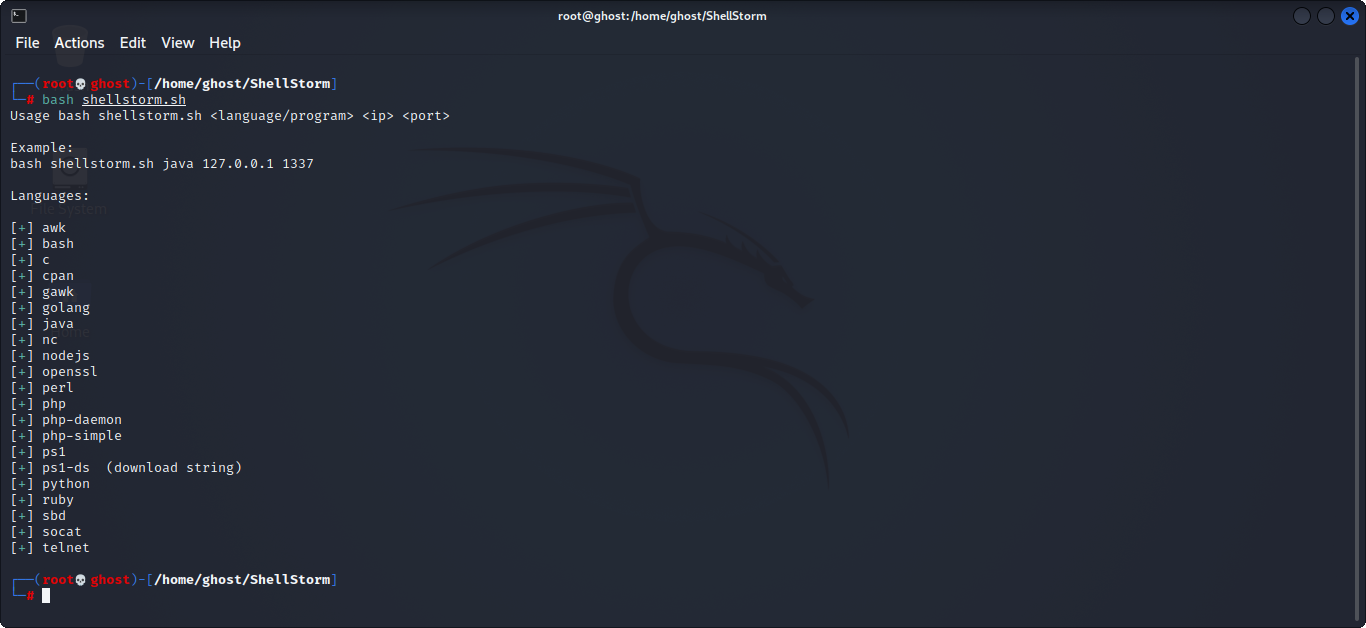 root@ghost:/home/ghost/ShellStorm
File Actions Edit View Help
┌──(root💀ghost)-[/home/ghost/ShellStorm]
└─# bash shellstorm.sh
Usage bash shellstorm.sh <language/program> <ip> <port>
Example:
bash shellstorm.sh java 127.0.0.1 1337
Languages:
File System
[+] awk
[+] bash
[+] c
[+] cpan
[+] gawk
[+] golang
[+] java
[+] nc
[+] nodejs
[+] openssl
[+] perl
[+] php
[+] php-daemon
[+] php-simple
[+] ps1
[+] ps1-ds (download string)
[+] python
[+] ruby
[+] sbd
[+] socat
[+] telnet
┌──(root💀ghost)-[/home/ghost/ShellStorm]
└─#